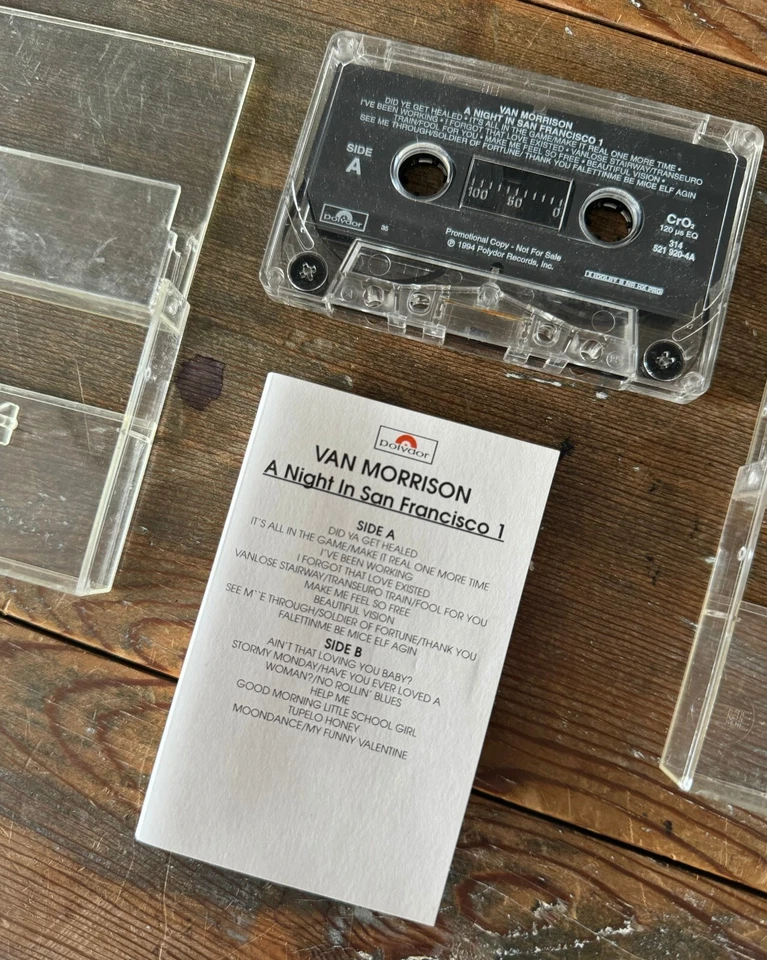 VAN MORRISON
A NIGHT IN SAN FRANCISCO 1
DID YE GET HEALED • IT'S ALL IN THE GAME/MAKE IT REAL ONE MORE TIME •
I'VE BEEN WORKING • I FORGOT THAT LOVE EXISTED • VANLOSE STAIRWAY/TRANSEURO
TRAIN/FOOL FOR YOU • MAKE ME FEEL SO FREE • BEAUTIFUL VISION •
SEE ME THROUGH/SOLDIER OF FORTUNE/THANK YOU FALETTINME BE MICE ELF AGIN
SIDE
A
100 50 0
polydor
Promotional Copy - Not For Sale
℗ 1994 Polydor Records, Inc.
CrO₂
120 µs EQ
314
521 920-4A
polydor
VAN MORRISON
A Night In San Francisco 1
SIDE A
DID YA GET HEALED
IT'S ALL IN THE GAME/MAKE IT REAL ONE MORE TIME
I"VE BEEN WORKING
I FORGOT THAT LOVE EXISTED
VANLOSE STAIRWAY/TRANSEURO TRAIN/FOOL FOR YOU
MAKE ME FEEL SO FREE
BEAUTIFUL VISION
SEE M``E THROUGH/SOLDIER OF FORTUNE/THANK YOU
FALETTINME BE MICE ELF AGIN
SIDE B
AIN'T THAT LOVING YOU BABY?
STORMY MONDAY/HAVE YOU EVER LOVED A
WOMAN?/NO ROLLIN' BLUES
HELP ME
GOOD MORNING LITTLE SCHOOL GIRL
TUPELO HONEY
MOONDANCE/MY FUNNY VALENTINE